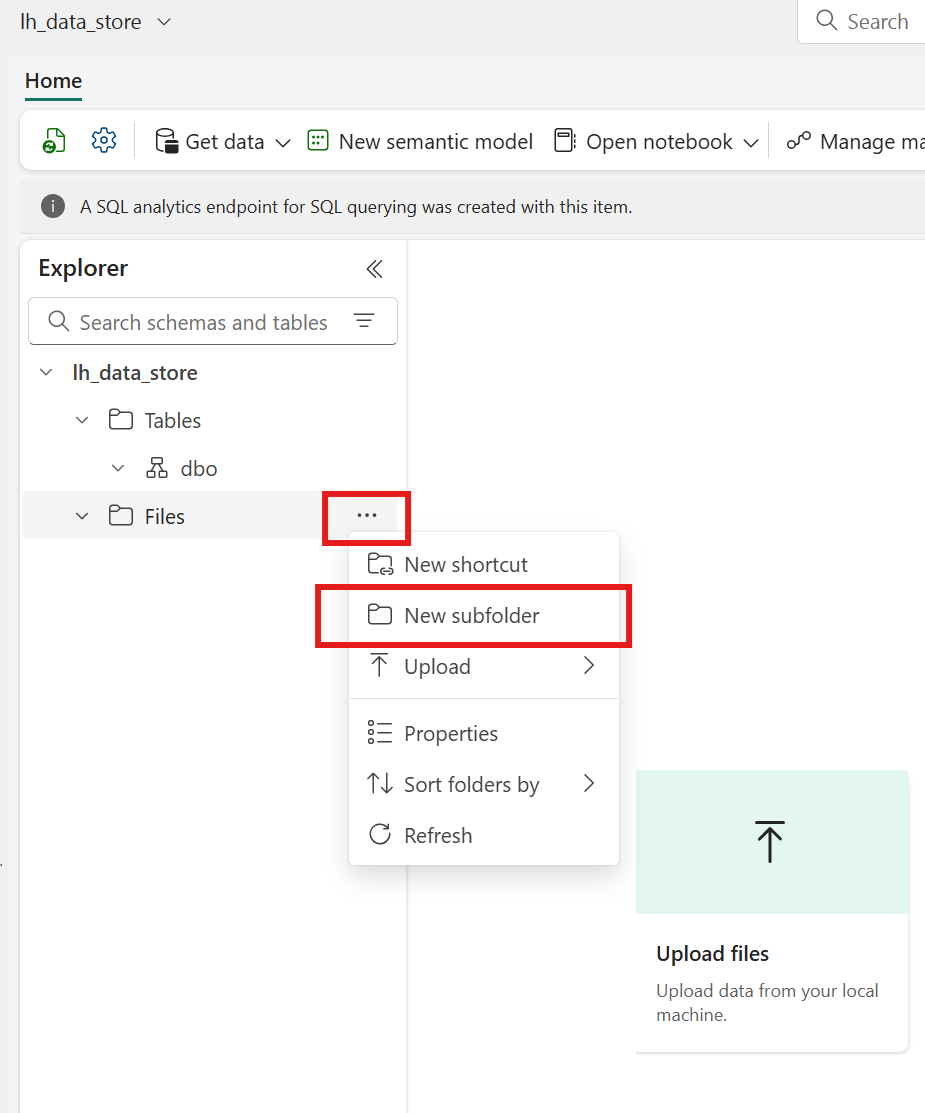 lh_data_store
Search
Home
Get data
New semantic model
Open notebook
Manage ma
A SQL analytics endpoint for SQL querying was created with this item.
Explorer
Search schemas and tables
lh_data_store
Tables
dbo
Files
...
New shortcut
New subfolder
Upload
Properties
Sort folders by
Refresh
Upload files
Upload data from your local
machine.